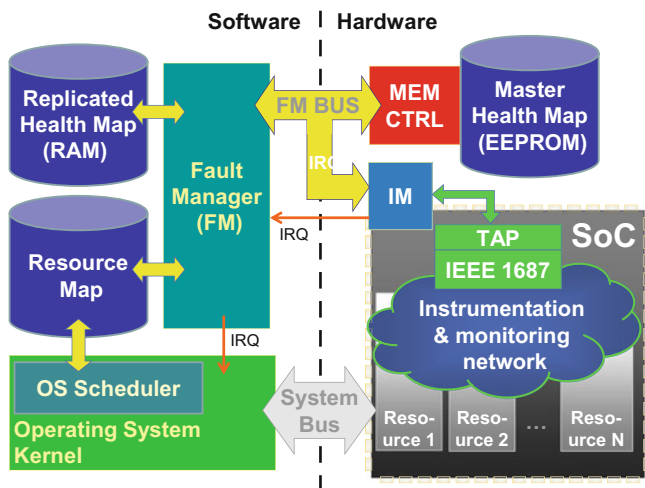 Software
Hardware
Replicated
Health Map
(RAM)
Fault
Manager
(FM)
FM BUS
IRQ
MEM
CTRL
Master
Health Map
(EEPROM)
IM
IRQ
SoC
TAP
IEEE 1687
Resource
Map
Instrumentation
& monitoring
network
IRQ
OS Scheduler
Operating System
Kernel
System
Bus
Reso-
urce 1
Reso-
urce 2
...
Reso-
urce N